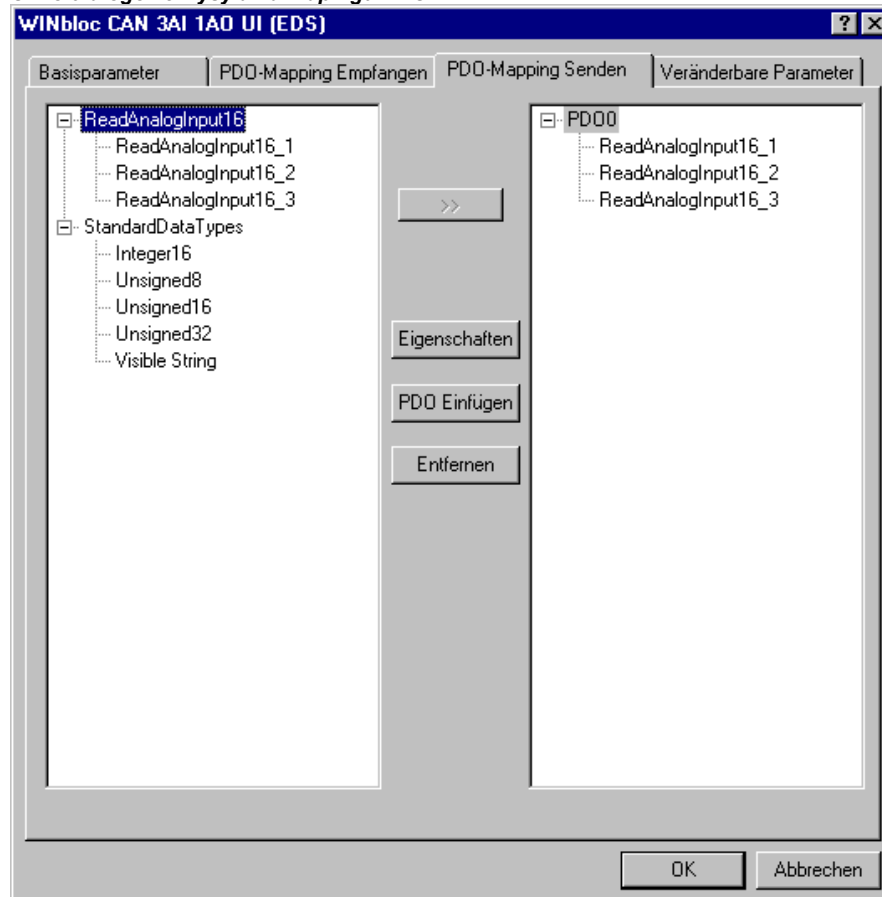 WINbloc CAN 3AI 1AO UI (EDS)
Basisparameter
PDO-Mapping Empfangen
PDO-Mapping Senden
Veränderbare Parameter
ReadAnalogInput16
ReadAnalogInput16_1
ReadAnalogInput16_2
ReadAnalogInput16_3
StandardDataTypes
Integer16
Unsigned8
Unsigned16
Unsigned32
Visible String
>>
Eigenschaften
PDO Einfügen
Entfernen
PDO0
ReadAnalogInput16_1
ReadAnalogInput16_2
ReadAnalogInput16_3
OK
Abbrechen